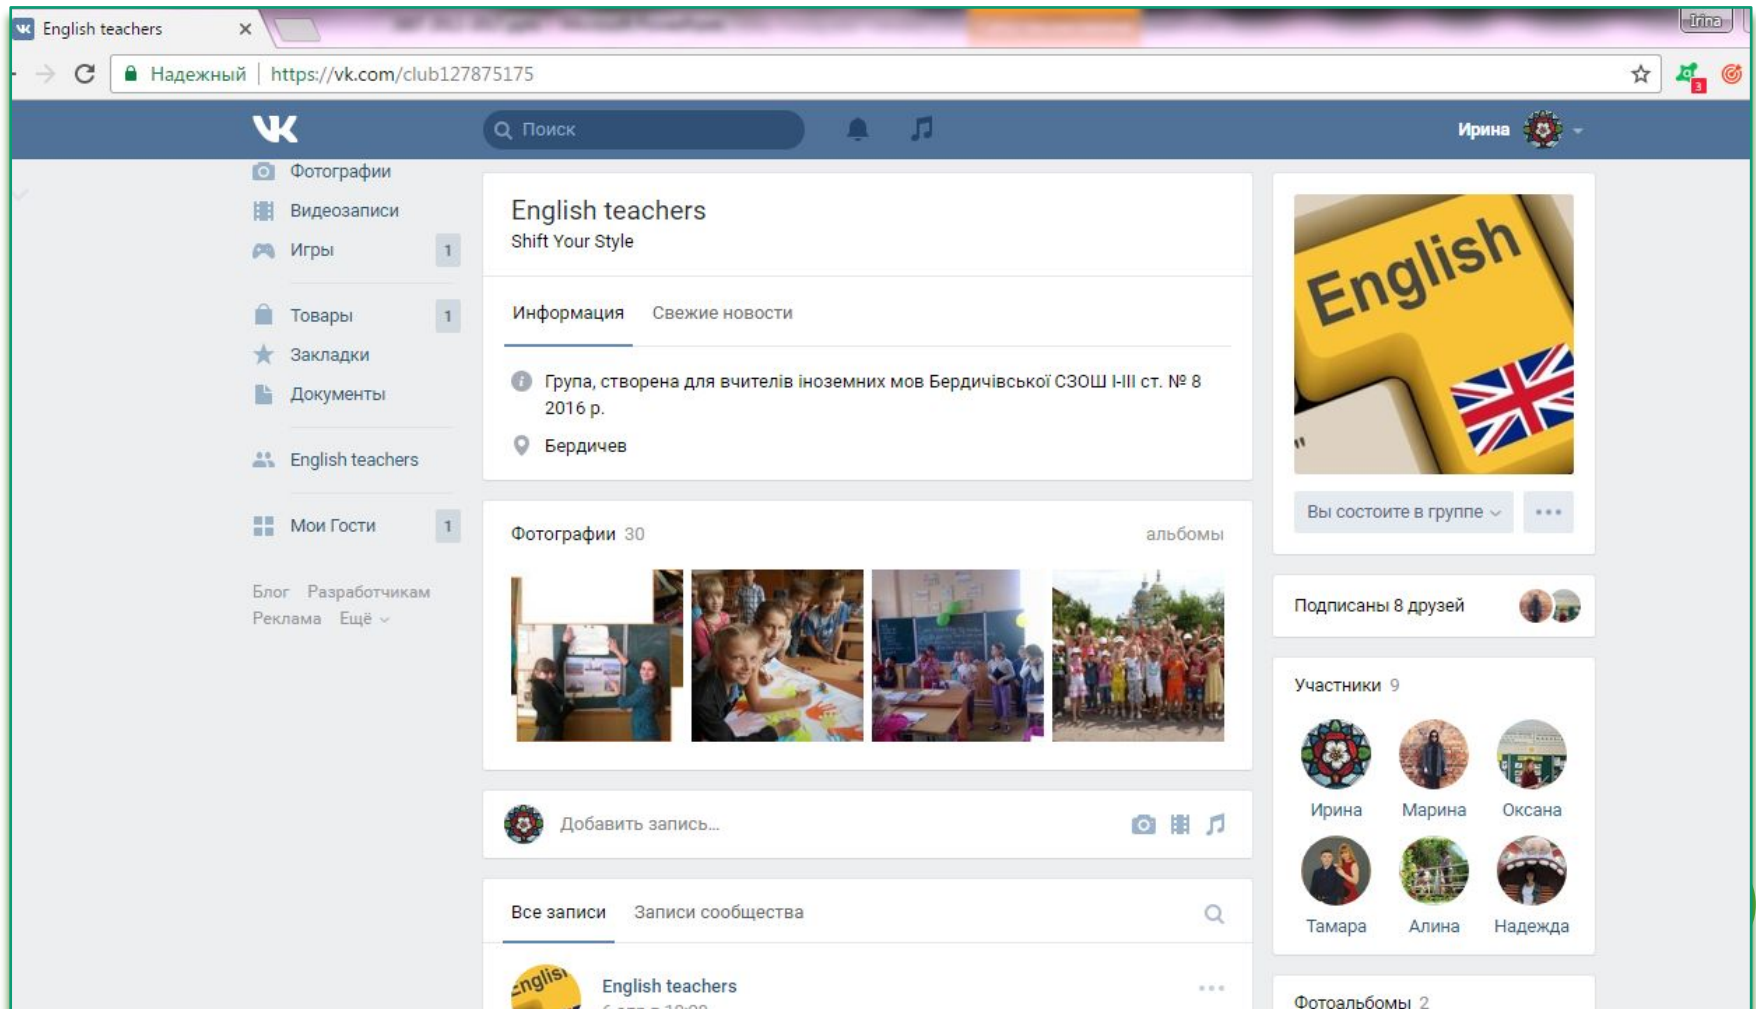 English teachers
Irina
Надежный | https://vk.com/club127875175
3
Поиск
Ирина
Фотографии
Видеозаписи
Игры 1
Товары 1
Закладки
Документы
English teachers
Мои Гости 1
Блог Разработчикам
Реклама Ещё
English teachers
Shift Your Style
Информация Свежие новости
Група, створена для вчителів іноземних мов Бердичівської СЗОШ І-ІІІ ст. № 8
2016 р.
Бердичев
Фотографии 30 альбомы
Добавить запись...
Все записи Записи сообщества
English
English teachers
English
Вы состоите в группе
Подписаны 8 друзей
Участники 9
Ирина Марина Оксана
Тамара Алина Надежда
Фотоальбомы 2